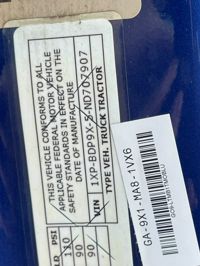 THIS VEHICLE CONFORMS TO ALL
APPLICABLE FEDERAL MOTOR VEHICLE
SAFETY STANDARDS IN EFFECT ON THE
DATE OF MANUFACTURE
VIN 1XP-BDP9X-5-ND707907
TYPE VEH. TRUCK TRACTOR
PSI
110
90
90
GA-9X1-MA8-1VX6